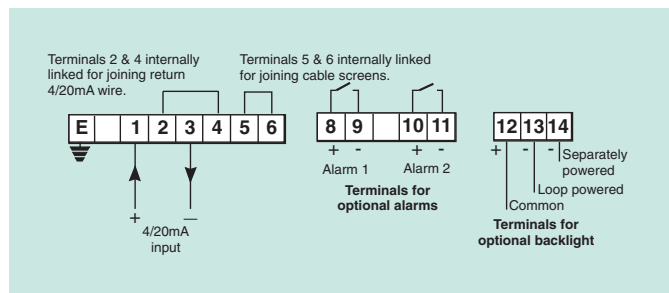 Terminals 2 & 4 internally
linked for joining return
4/20mA wire.
Terminals 5 & 6 internally linked
for joining cable screens.
E 1 2 3 4 5 6
8 9 10 11
12 13 14
+ - + -
Alarm 1 Alarm 2
Terminals for
optional alarms
+ - -
Separately
powered
Loop powered
Common
Terminals for
optional backlight
+ —
4/20mA
input